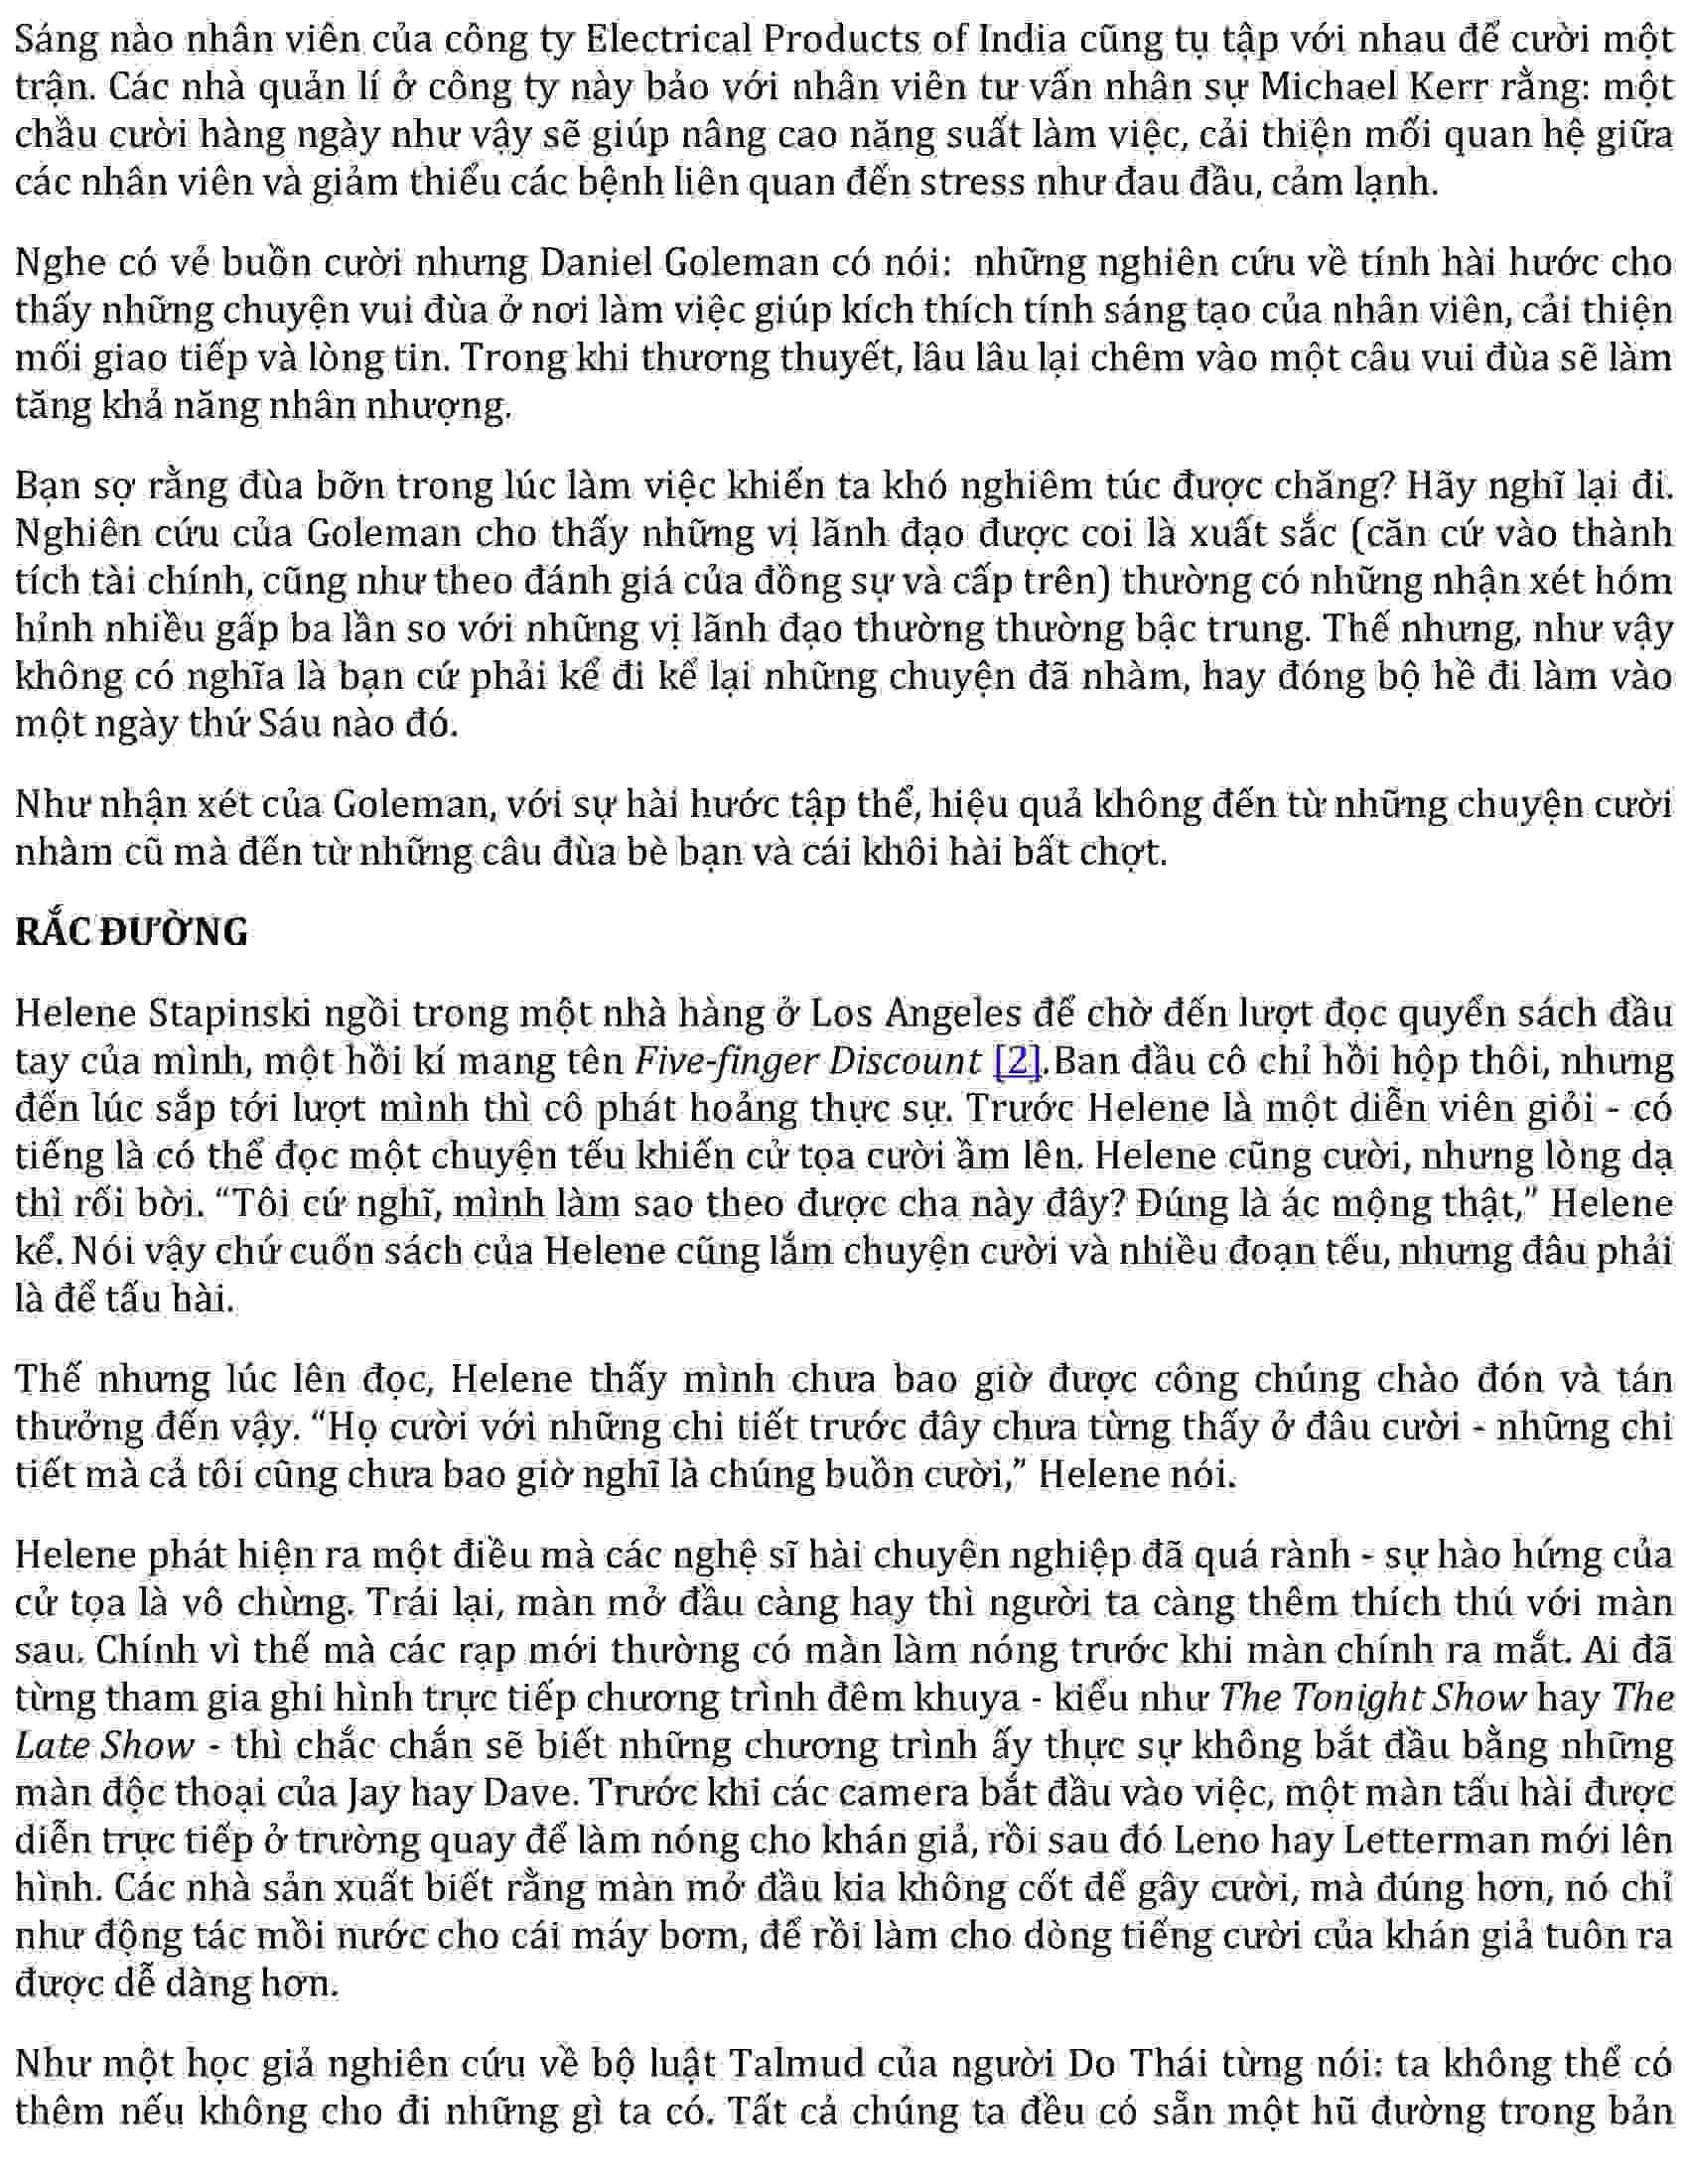 Sáng nào nhân viên của công ty Electrical Products of India cũng tụ tập với nhau để cười một
trận. Các nhà quản lí ở công ty này bảo với nhân viên tư vấn nhân sự Michael Kerr rằng: một
chầu cười hàng ngày như vậy sẽ giúp nâng cao năng suất làm việc, cải thiện mối quan hệ giữa
các nhân viên và giảm thiểu các bệnh liên quan đến stress như đau đầu, cảm lạnh.
Nghe có vẻ buồn cười nhưng Daniel Goleman có nói: những nghiên cứu về tính hài hước cho
thấy những chuyện vui đùa ở nơi làm việc giúp kích thích tính sáng tạo của nhân viên, cải thiện
mối giao tiếp và lòng tin. Trong khi thương thuyết, lâu lâu lại chêm vào một câu vui đùa sẽ làm
tăng khả năng nhân nhượng.
Bạn sợ rằng đùa bỡn trong lúc làm việc khiến ta khó nghiêm túc được chăng? Hãy nghĩ lại đi.
Nghiên cứu của Goleman cho thấy những vị lãnh đạo được coi là xuất sắc (căn cứ vào thành
tích tài chính, cũng như theo đánh giá của đồng sự và cấp trên) thường có những nhận xét hóm
hỉnh nhiều gấp ba lần so với những vị lãnh đạo thường thường bậc trung. Thế nhưng, như vậy
không có nghĩa là bạn cứ phải kể đi kể lại những chuyện đã nhàm, hay đóng bộ hề đi làm vào
một ngày thứ Sáu nào đó.
Như nhận xét của Goleman, với sự hài hước tập thể, hiệu quả không đến từ những chuyện cười
nhàm cũ mà đến từ những câu đùa bè bạn và cái khôi hài bất chợt.
RẮC ĐƯỜNG
Helene Stapinski ngồi trong một nhà hàng ở Los Angeles để chờ đến lượt đọc quyển sách đầu
tay của mình, một hồi kí mang tên Five-finger Discount [2].Ban đầu cô chỉ hồi hộp thôi, nhưng
đến lúc sắp tới lượt mình thì cô phát hoảng thực sự. Trước Helene là một diễn viên giỏi - có
tiếng là có thể đọc một chuyện tếu khiến cử tọa cười ầm lên. Helene cũng cười, nhưng lòng dạ
thì rối bời. “Tôi cứ nghĩ, mình làm sao theo được cha này đây? Đúng là ác mộng thật,” Helene
kể. Nói vậy chứ cuốn sách của Helene cũng lắm chuyện cười và nhiều đoạn tếu, nhưng đâu phải
là để tấu hài.
Thế nhưng lúc lên đọc, Helene thấy mình chưa bao giờ được công chúng chào đón và tán
thưởng đến vậy. “Họ cười với những chi tiết trước đây chưa từng thấy ở đâu cười - những chi
tiết mà cả tôi cũng chưa bao giờ nghĩ là chúng buồn cười,” Helene nói.
Helene phát hiện ra một điều mà các nghệ sĩ hài chuyên nghiệp đã quá rành - sự hào hứng của
cử tọa là vô chừng. Trái lại, màn mở đầu càng hay thì người ta càng thêm thích thú với màn
sau. Chính vì thế mà các rạp mới thường có màn làm nóng trước khi màn chính ra mắt. Ai đã
từng tham gia ghi hình trực tiếp chương trình đêm khuya - kiểu như The Tonight Show hay The
Late Show - thì chắc chắn sẽ biết những chương trình ấy thực sự không bắt đầu bằng những
màn độc thoại của Jay hay Dave. Trước khi các camera bắt đầu vào việc, một màn tấu hài được
diễn trực tiếp ở trường quay để làm nóng cho khán giả, rồi sau đó Leno hay Letterman mới lên
hình. Các nhà sản xuất biết rằng màn mở đầu kia không cốt để gây cười, mà đúng hơn, nó chỉ
như động tác mồi nước cho cái máy bơm, để rồi làm cho dòng tiếng cười của khán giả tuôn ra
được dễ dàng hơn.
Như một học giả nghiên cứu về bộ luật Talmud của người Do Thái từng nói: ta không thể có
thêm nếu không cho đi những gì ta có. Tất cả chúng ta đều có sẵn một hũ đường trong bản